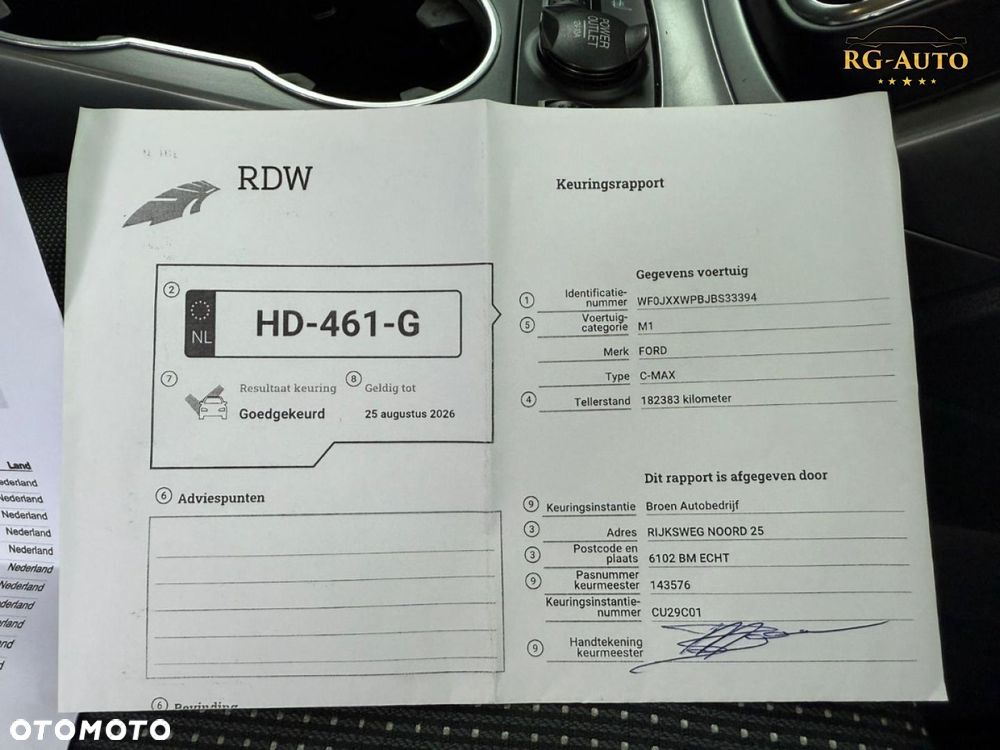 POWER
OUTLET
RG-AUTO
RDW
Keuringsrapport
2
NL
HD-461-G
7
Resultaat keuring
Goedgekeurd
8
Geldig tot
25 augustus 2026
6 Adviespunten
6 Bevinding
Gegevens voertuig
1 Identificatie-
nummer WF0JXXWPBJBS33394
5 Voertuig-
categorie M1
Merk FORD
Type C-MAX
4 Tellerstand 182383 kilometer
Dit rapport is afgegeven door
9 Keuringsinstantie Broen Autobedrijf
3 Adres RIJKSWEG NOORD 25
3 Postcode en
plaats 6102 BM ECHT
9 Pasnummer
keurmeester 143576
Keuringsinstantie-
nummer CU29C01
9 Handtekening
keurmeester
Land
Nederland
Nederland
Nederland
Nederland
Nederland
Nederland
Nederland
OTOMOTO